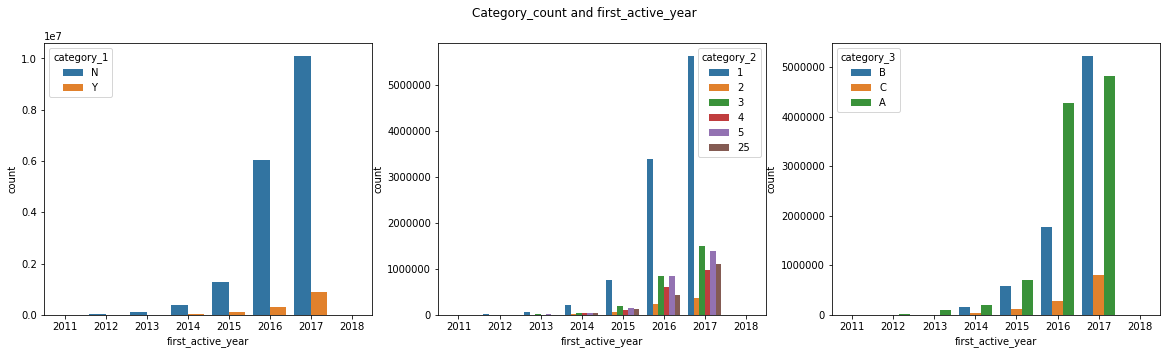 Category_count and first_active_year
1e7
category_1
N
Y
1.0
0.8
0.6
0.4
0.2
0.0
count
2011 2012 2013 2014 2015 2016 2017 2018
first_active_year
category_2
1
2
3
4
5
25
5000000
4000000
3000000
2000000
1000000
0
count
2011 2012 2013 2014 2015 2016 2017 2018
first_active_year
category_3
B
C
A
5000000
4000000
3000000
2000000
1000000
0
count
2011 2012 2013 2014 2015 2016 2017 2018
first_active_year